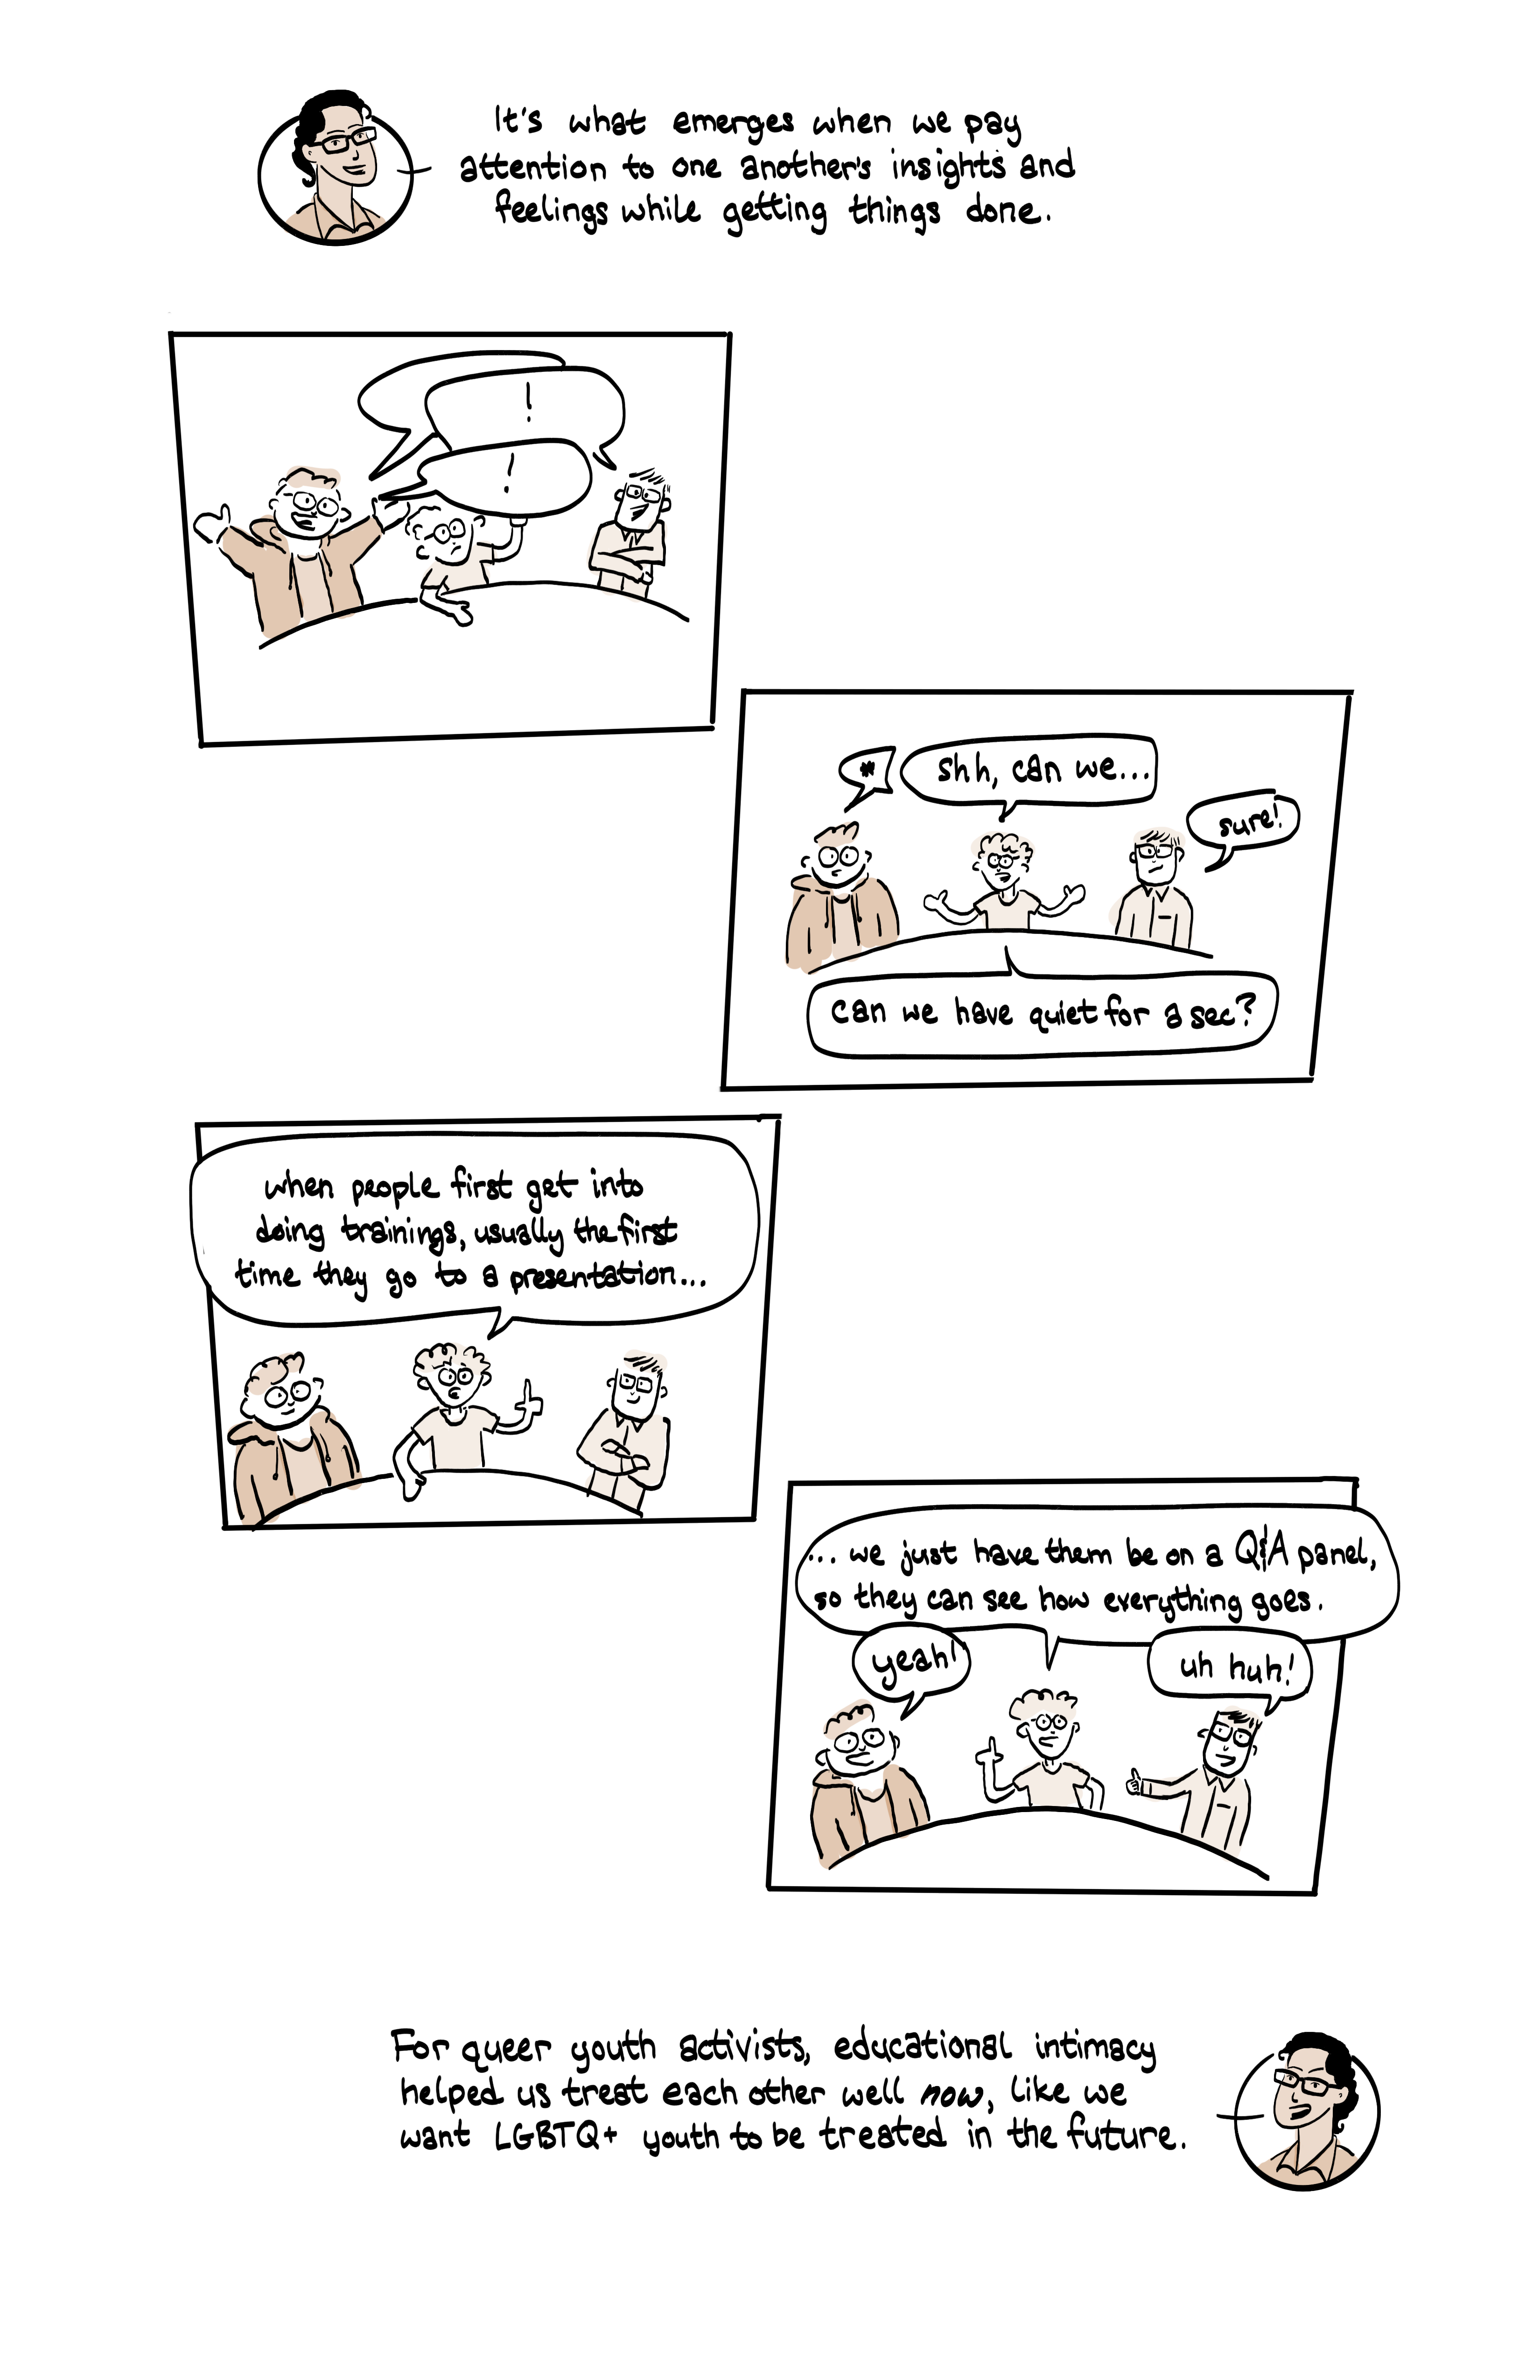 It's what emerges when we pay
attention to one another's insights and
feelings while getting things done.
!
!
*
shh, can we...
sure!
can we have quiet for a sec?
when people first get into
doing trainings, usually the first
time they go to a presentation...
... we just have them be on a Q&A panel,
so they can see how everything goes.
yeah!
uh huh!
For queer youth activists, educational intimacy
helped us treat each other well now, like we
want LGBTQ+ youth to be treated in the future.